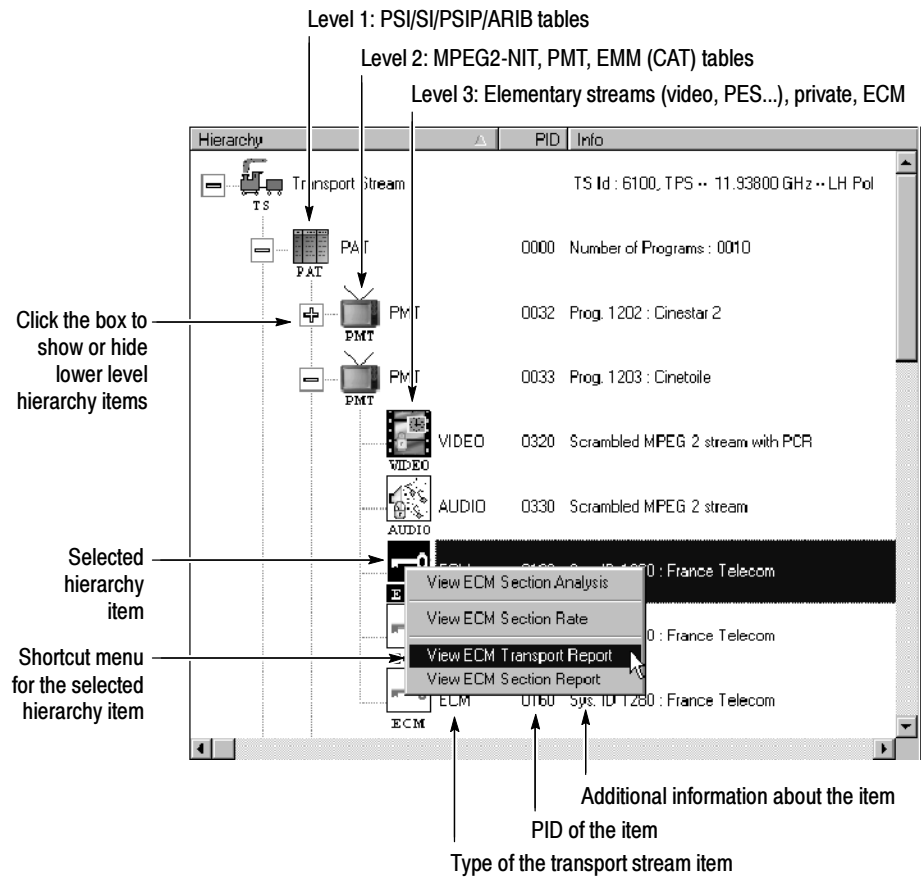 Level 1: PSI/SI/PSIP/ARIB tables
Level 2: MPEG2-NIT, PMT, EMM (CAT) tables
Level 3: Elementary streams (video, PES...), private, ECM
Hierarchy PID Info
Transport Stream TS Id : 6100, TPS -- 11.93800 GHz -- LH Pol
TS
PAT 0000 Number of Programs : 0010
PAT
Click the box to
show or hide
lower level
hierarchy items
PMT 0032 Prog. 1202 : Cinestar 2
PMT
PMT 0033 Prog. 1203 : Cinetoile
PMT
VIDEO 0320 Scrambled MPEG 2 stream with PCR
VIDEO
AUDIO 0330 Scrambled MPEG 2 stream
AUDIO
Selected
hierarchy
item
: France Telecom
View ECM Section Analysis
View ECM Section Rate
0 : France Telecom
Shortcut menu
for the selected
hierarchy item
View ECM Transport Report
View ECM Section Report
ECM 0160 Sys. ID 1280 : France Telecom
ECM
Additional information about the item
PID of the item
Type of the transport stream item